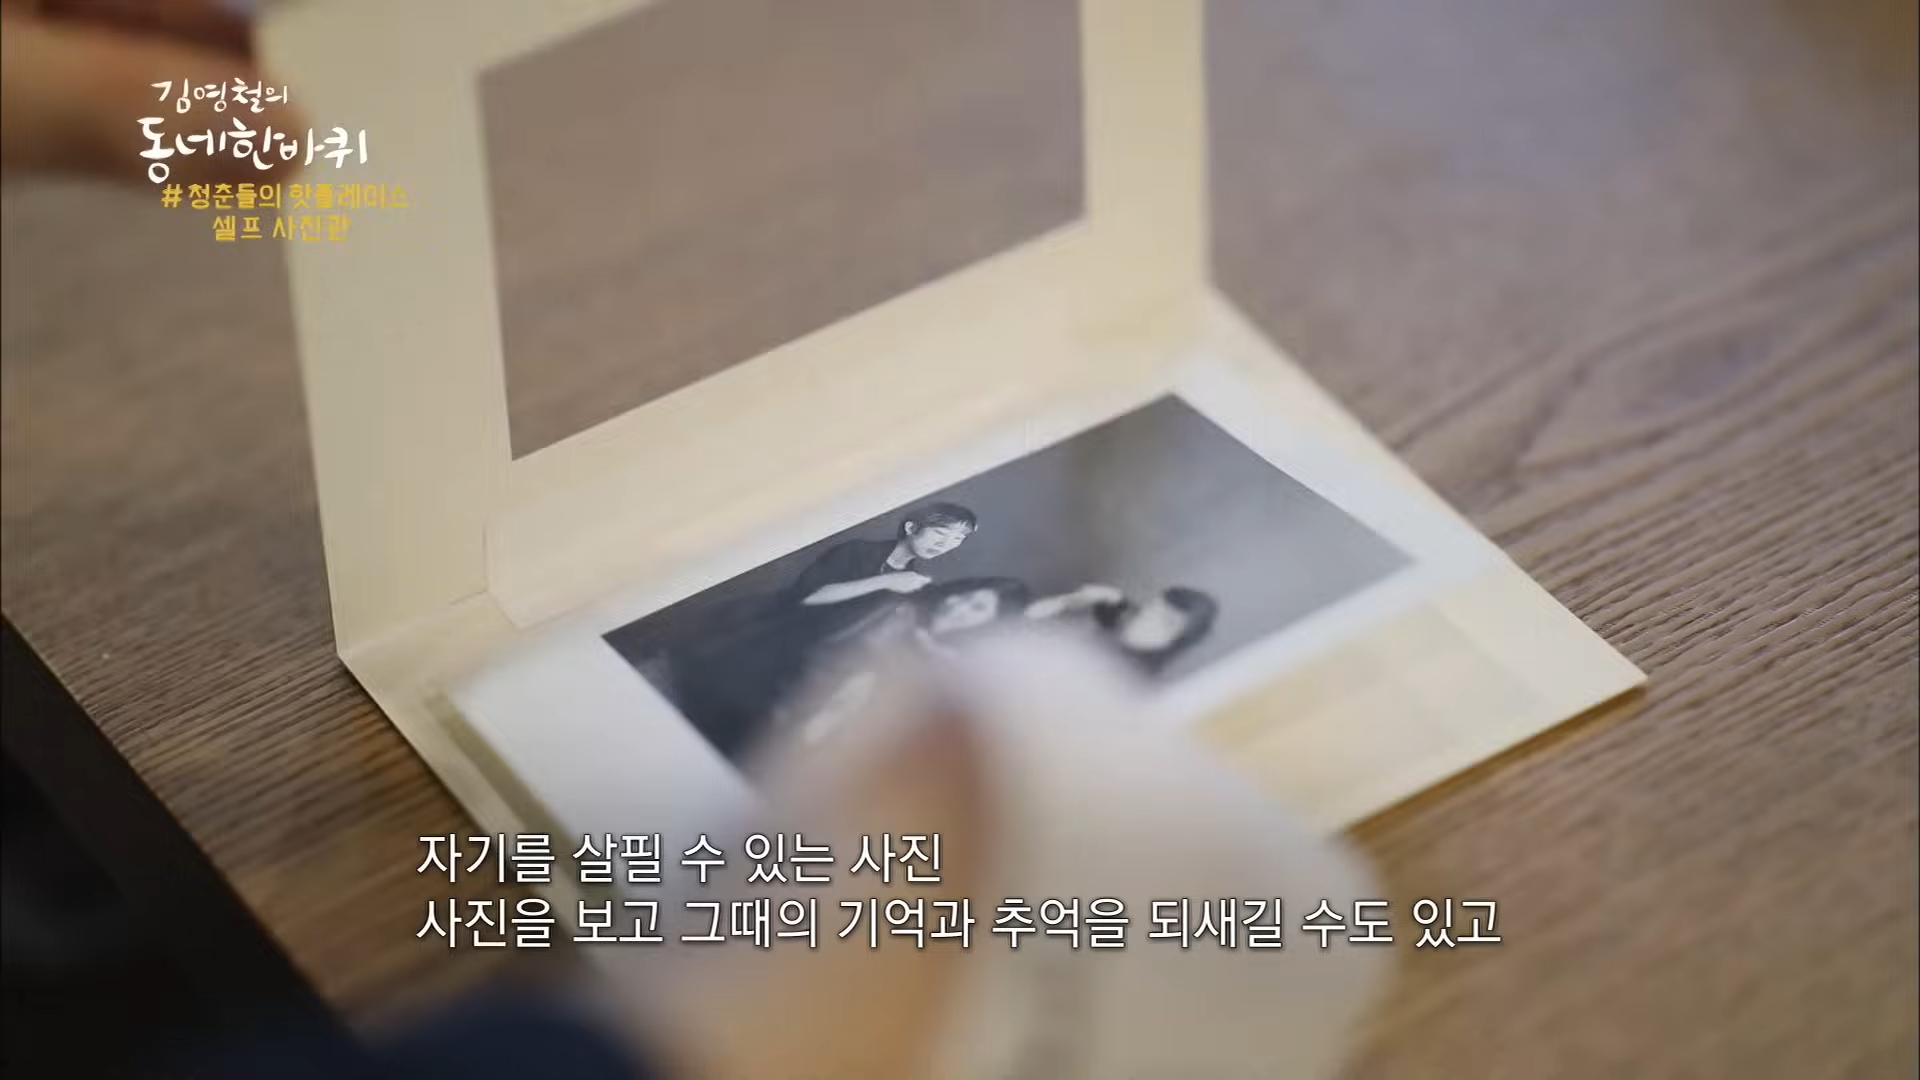 김영철의
동네한바퀴
#청춘들의 핫플레이스
셀프 사진관
자기를 살필 수 있는 사진
사진을 보고 그때의 기억과 추억을 되새길 수도 있고